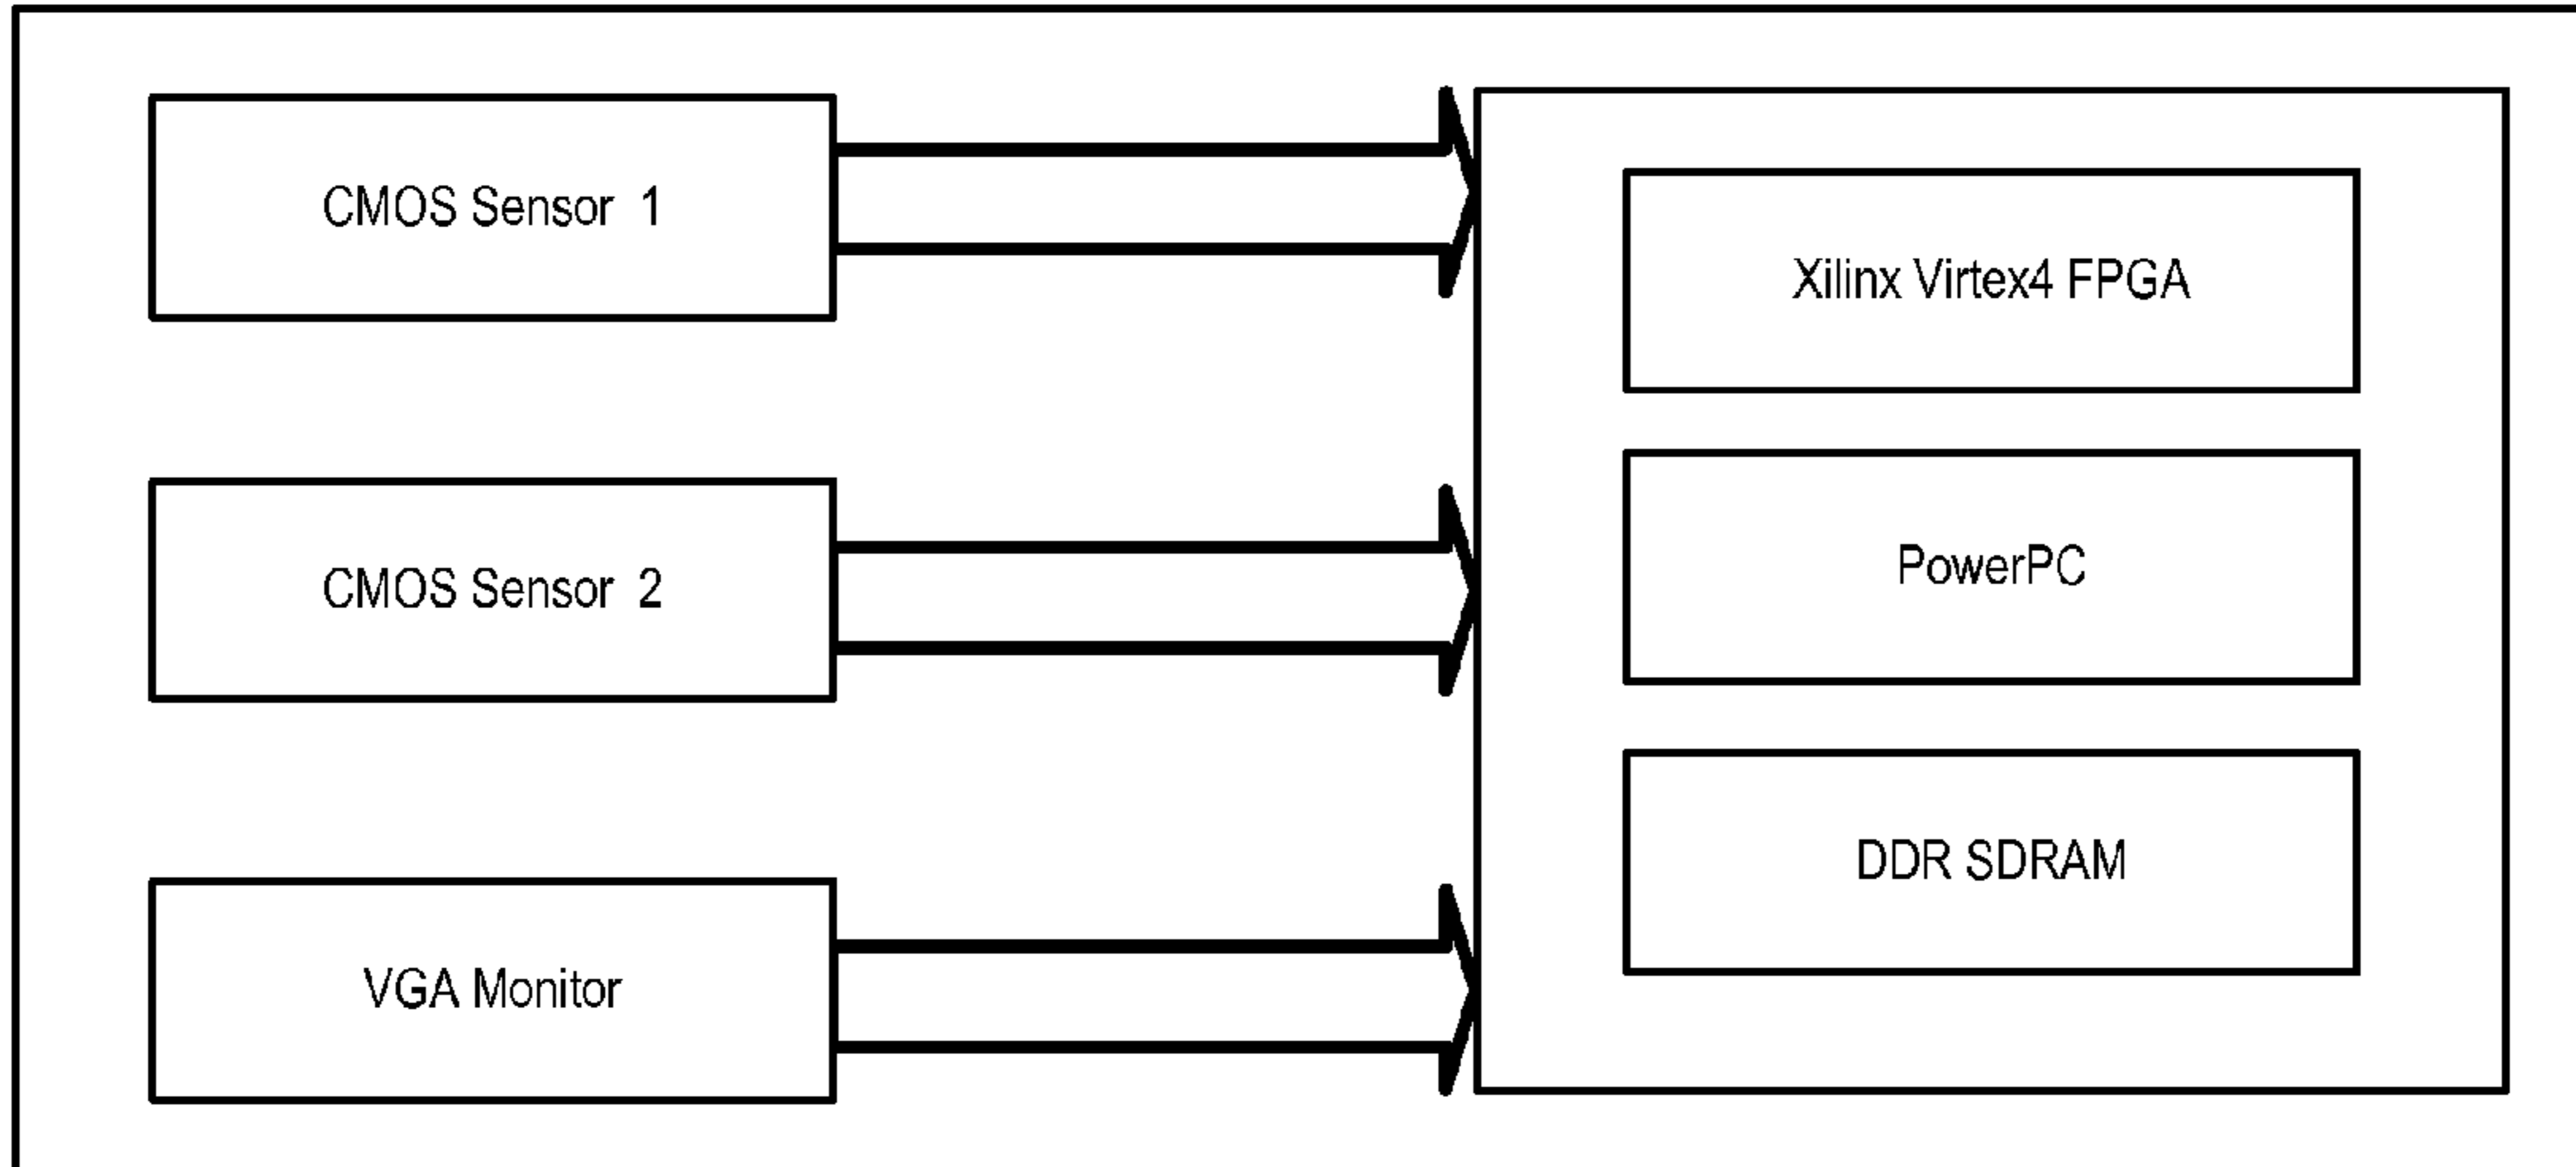 CMOS Sensor 1
CMOS Sensor 2
VGA Monitor
Xilinx Virtex4 FPGA
PowerPC
DDR SDRAM